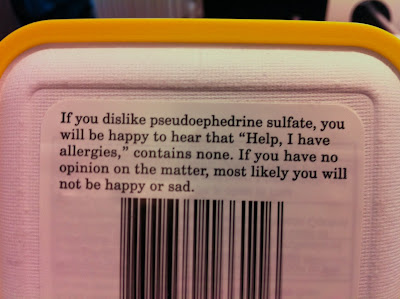 If you dislike pseudoephedrine sulfate, you
will be happy to hear that “Help, I have
allergies,” contains none. If you have no
opinion on the matter, most likely you will
not be happy or sad.